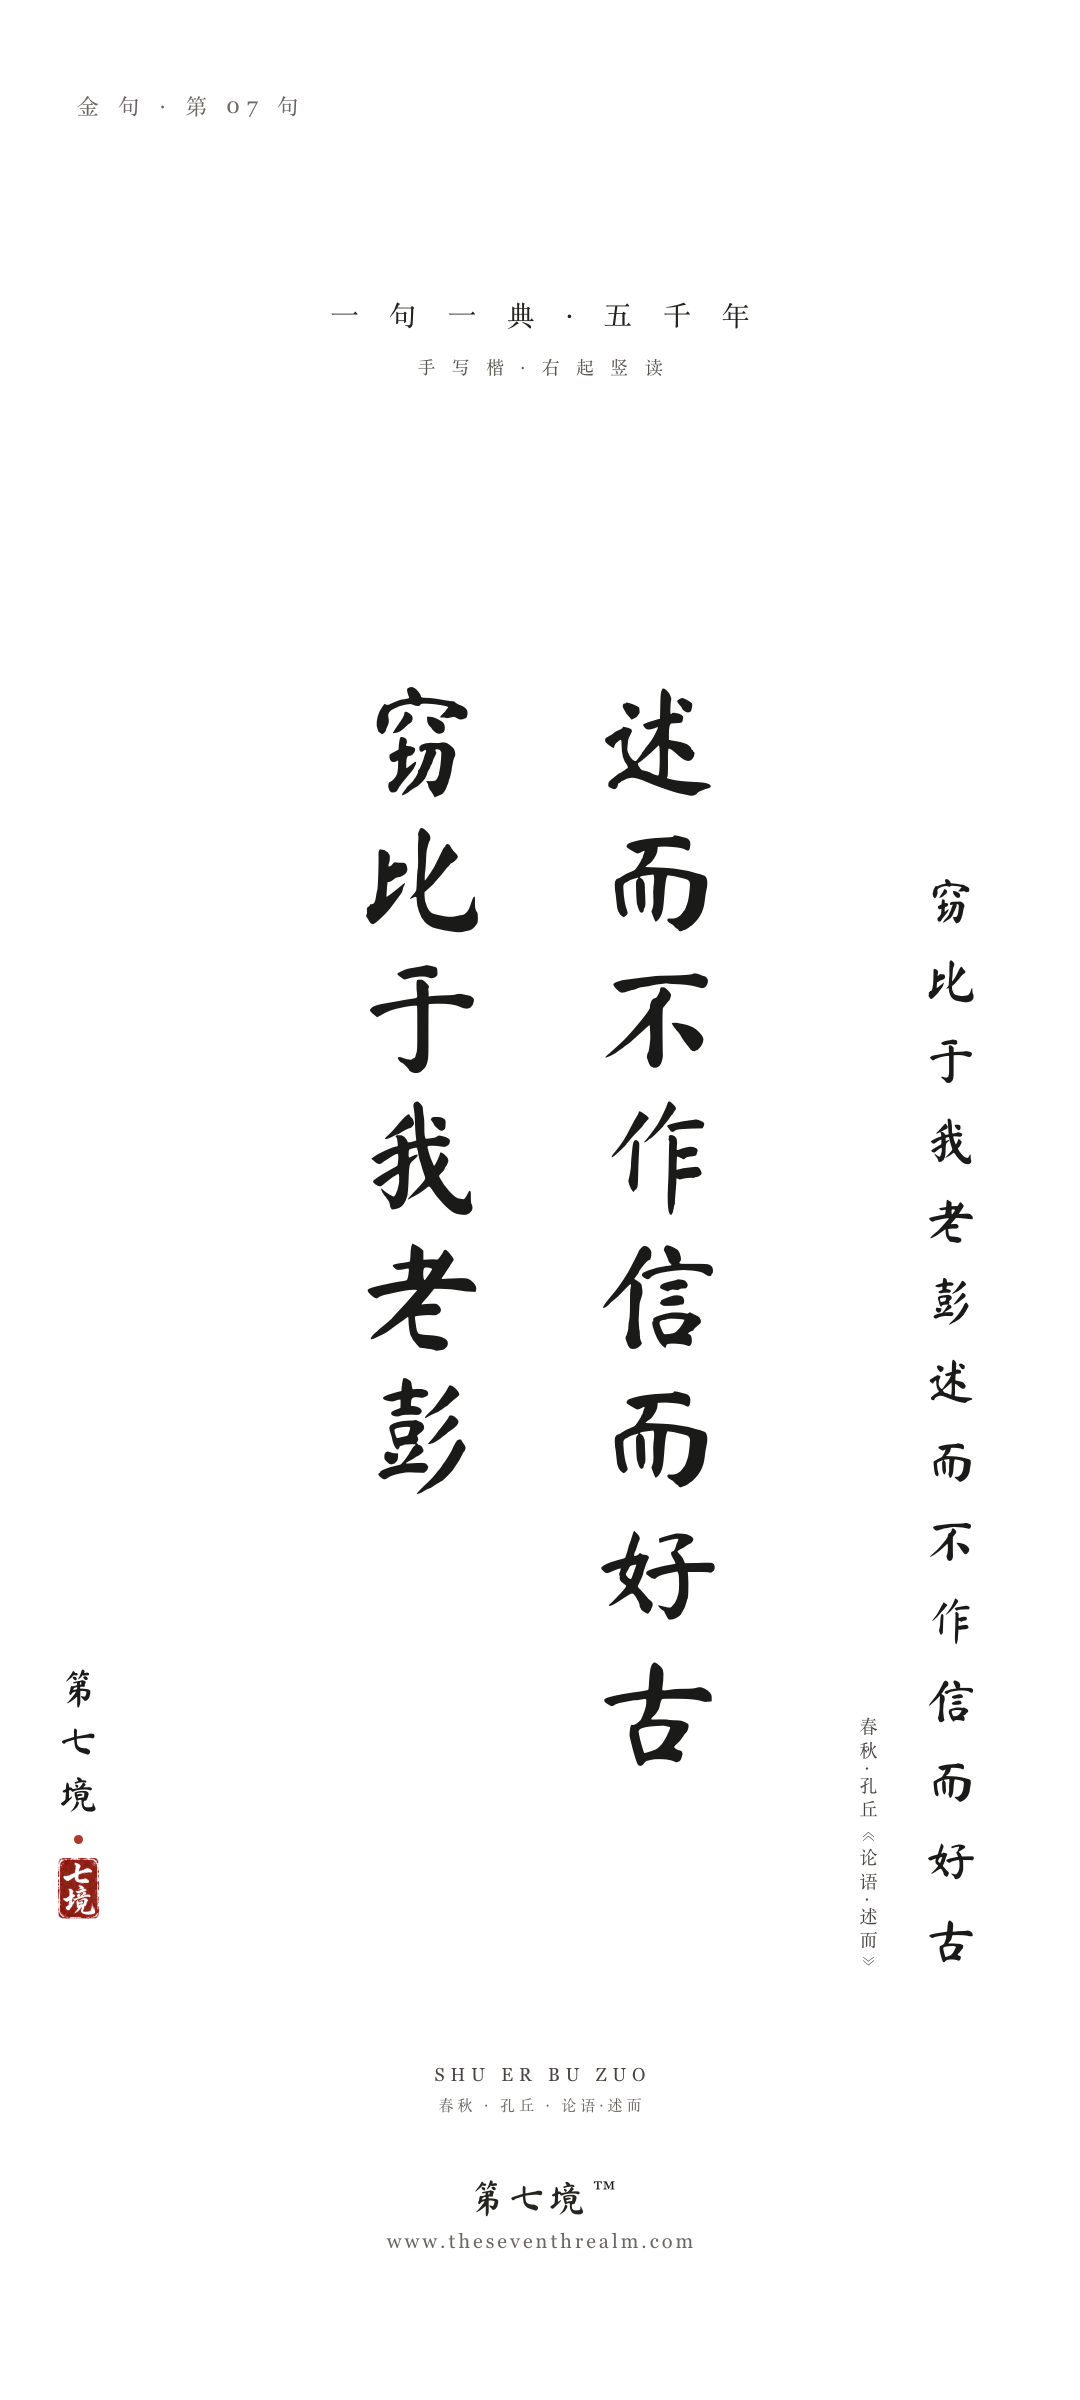 金句·第07句
一句一典·五千年
手写楷·右起竖读
窃比于我老彭述而不作信而好古
春秋·孔丘《论语·述而》
述而不作信而好古
窃比于我老彭
第七境
七境
SHU ER BU ZUO
春秋 · 孔丘 · 论语·述而
第七境™
www.theseventhrealm.com